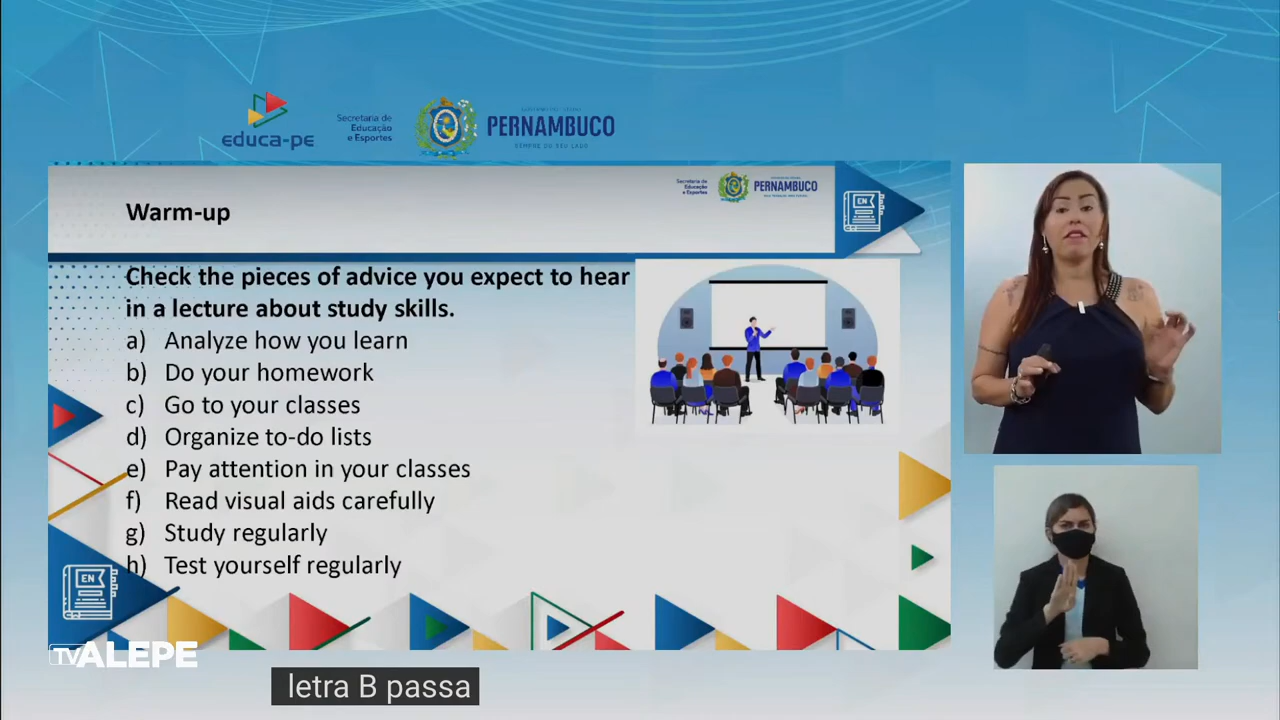 educa-pe
Secretaria de
Educação
e Esportes
PERNAMBUCO
Secretaria de
Educação
e Esportes
PERNAMBUCO
EN
Warm-up
Check the pieces of advice you expect to hear
in a lecture about study skills.
a) Analyze how you learn
b) Do your homework
c) Go to your classes
d) Organize to-do lists
e) Pay attention in your classes
f) Read visual aids carefully
g) Study regularly
h) Test yourself regularly
EN
TV ALEPE
letra B passa